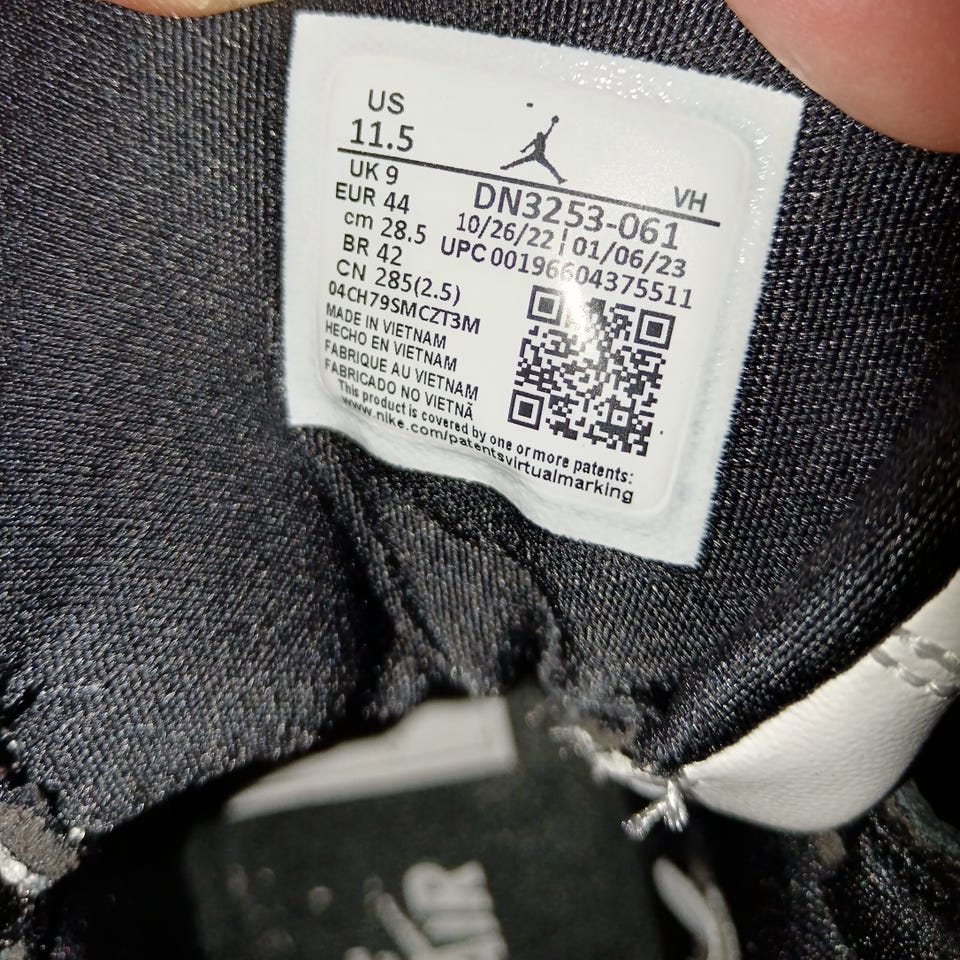 US
11.5
VH
UK 9
EUR 44
cm 28.5
BR 42
CN 285(2.5)
04CH79SMCZT3M
DN3253-061
10/26/22 | 01/06/23
UPC 00196604375511
MADE IN VIETNAM
HECHO EN VIETNAM
FABRIQUE AU VIETNAM
FABRICADO NO VIETNÃ
This product is covered by one or more patents:
www.nike.com/patentsvirtualmarking
AIR